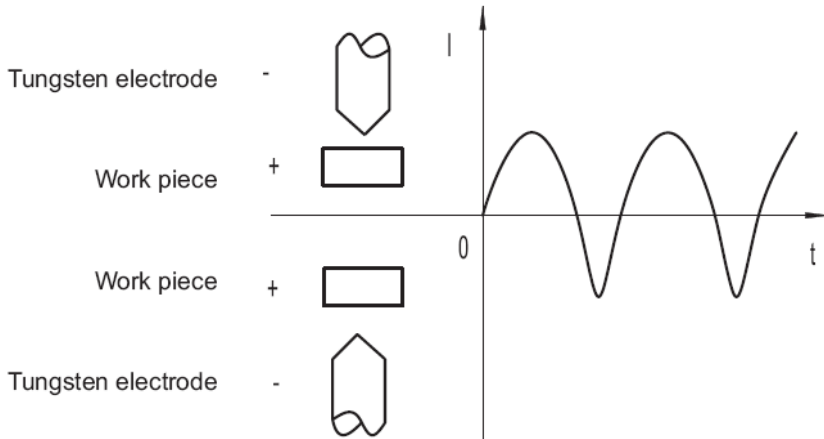 I
Tungsten electrode -
Work piece +
0
t
Work piece +
Tungsten electrode -